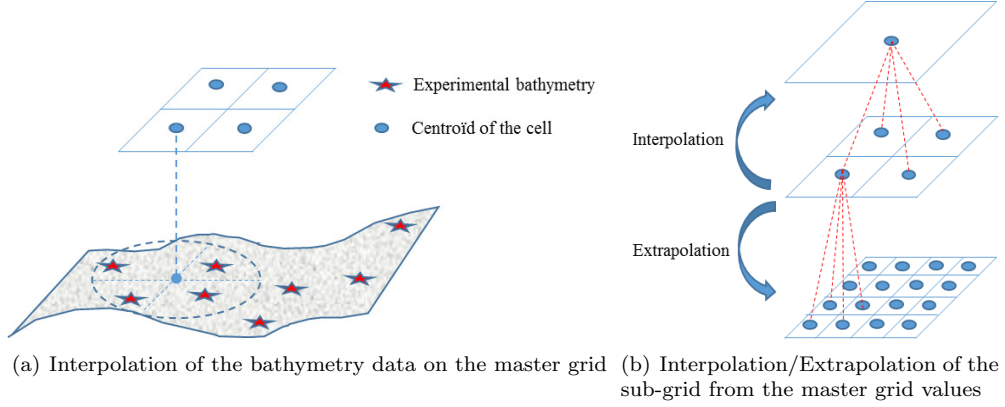 Experimental bathymetry
Centroïd of the cell
(a) Interpolation of the bathymetry data on the master grid
Interpolation
Extrapolation
(b) Interpolation/Extrapolation of the
sub-grid from the master grid values